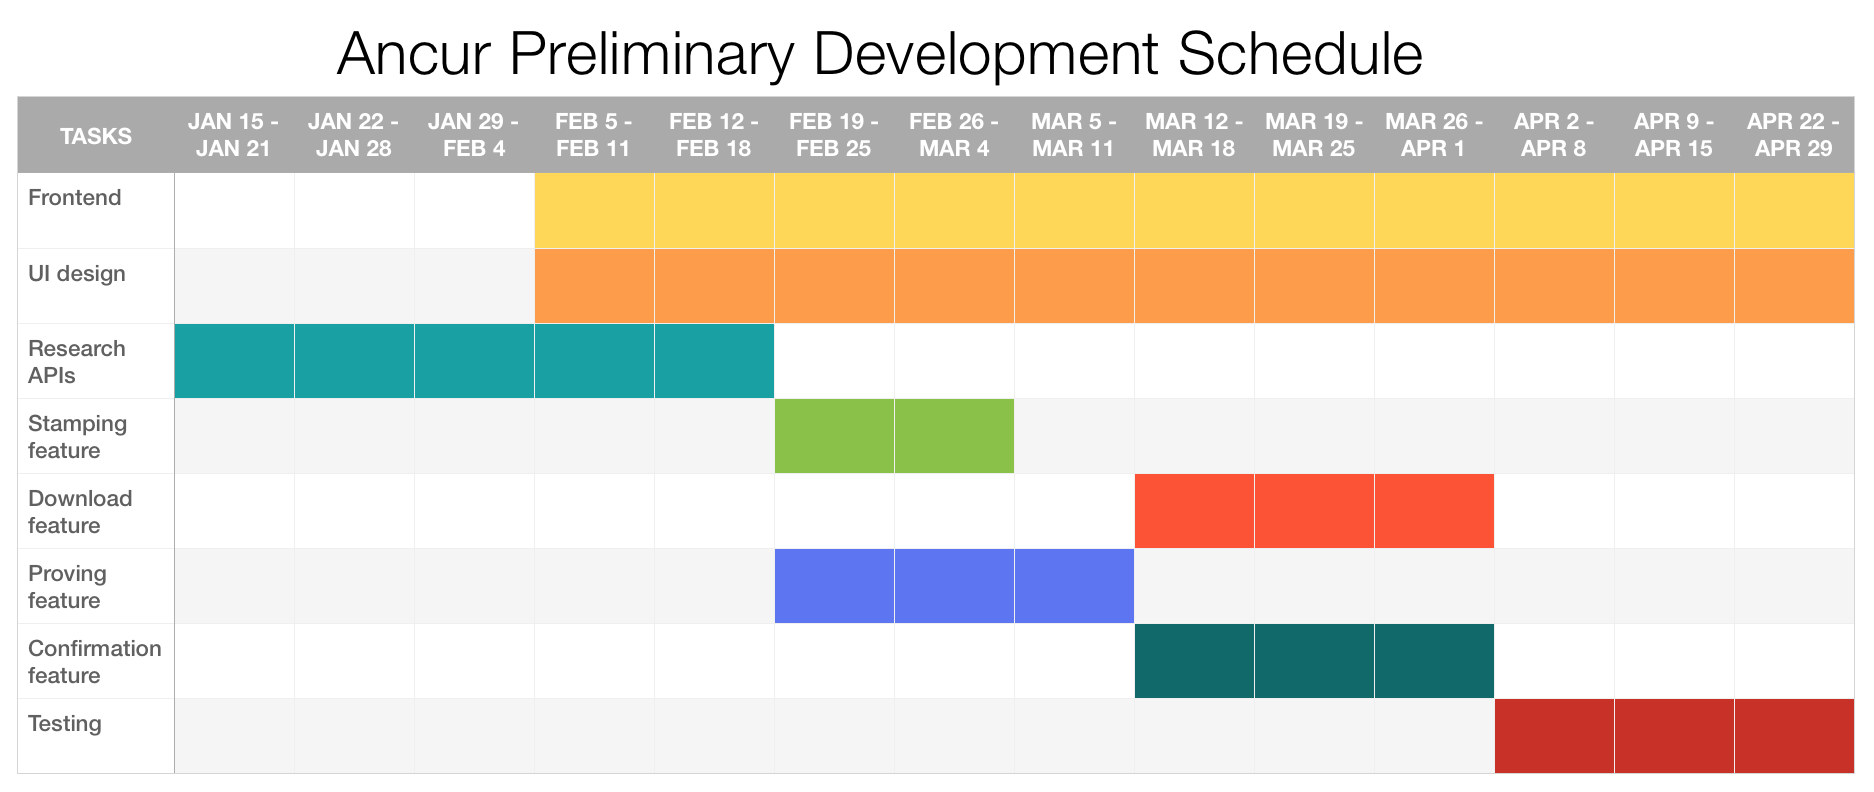 Ancur Preliminary Development Schedule
TASKS
JAN 15 -
JAN 21
JAN 22 -
JAN 28
JAN 29 -
FEB 4
FEB 5 -
FEB 11
FEB 12 -
FEB 18
FEB 19 -
FEB 25
FEB 26 -
MAR 4
MAR 5 -
MAR 11
MAR 12 -
MAR 18
MAR 19 -
MAR 25
MAR 26 -
APR 1
APR 2 -
APR 8
APR 9 -
APR 15
APR 22 -
APR 29
Frontend
UI design
Research
APIs
Stamping
feature
Download
feature
Proving
feature
Confirmation
feature
Testing